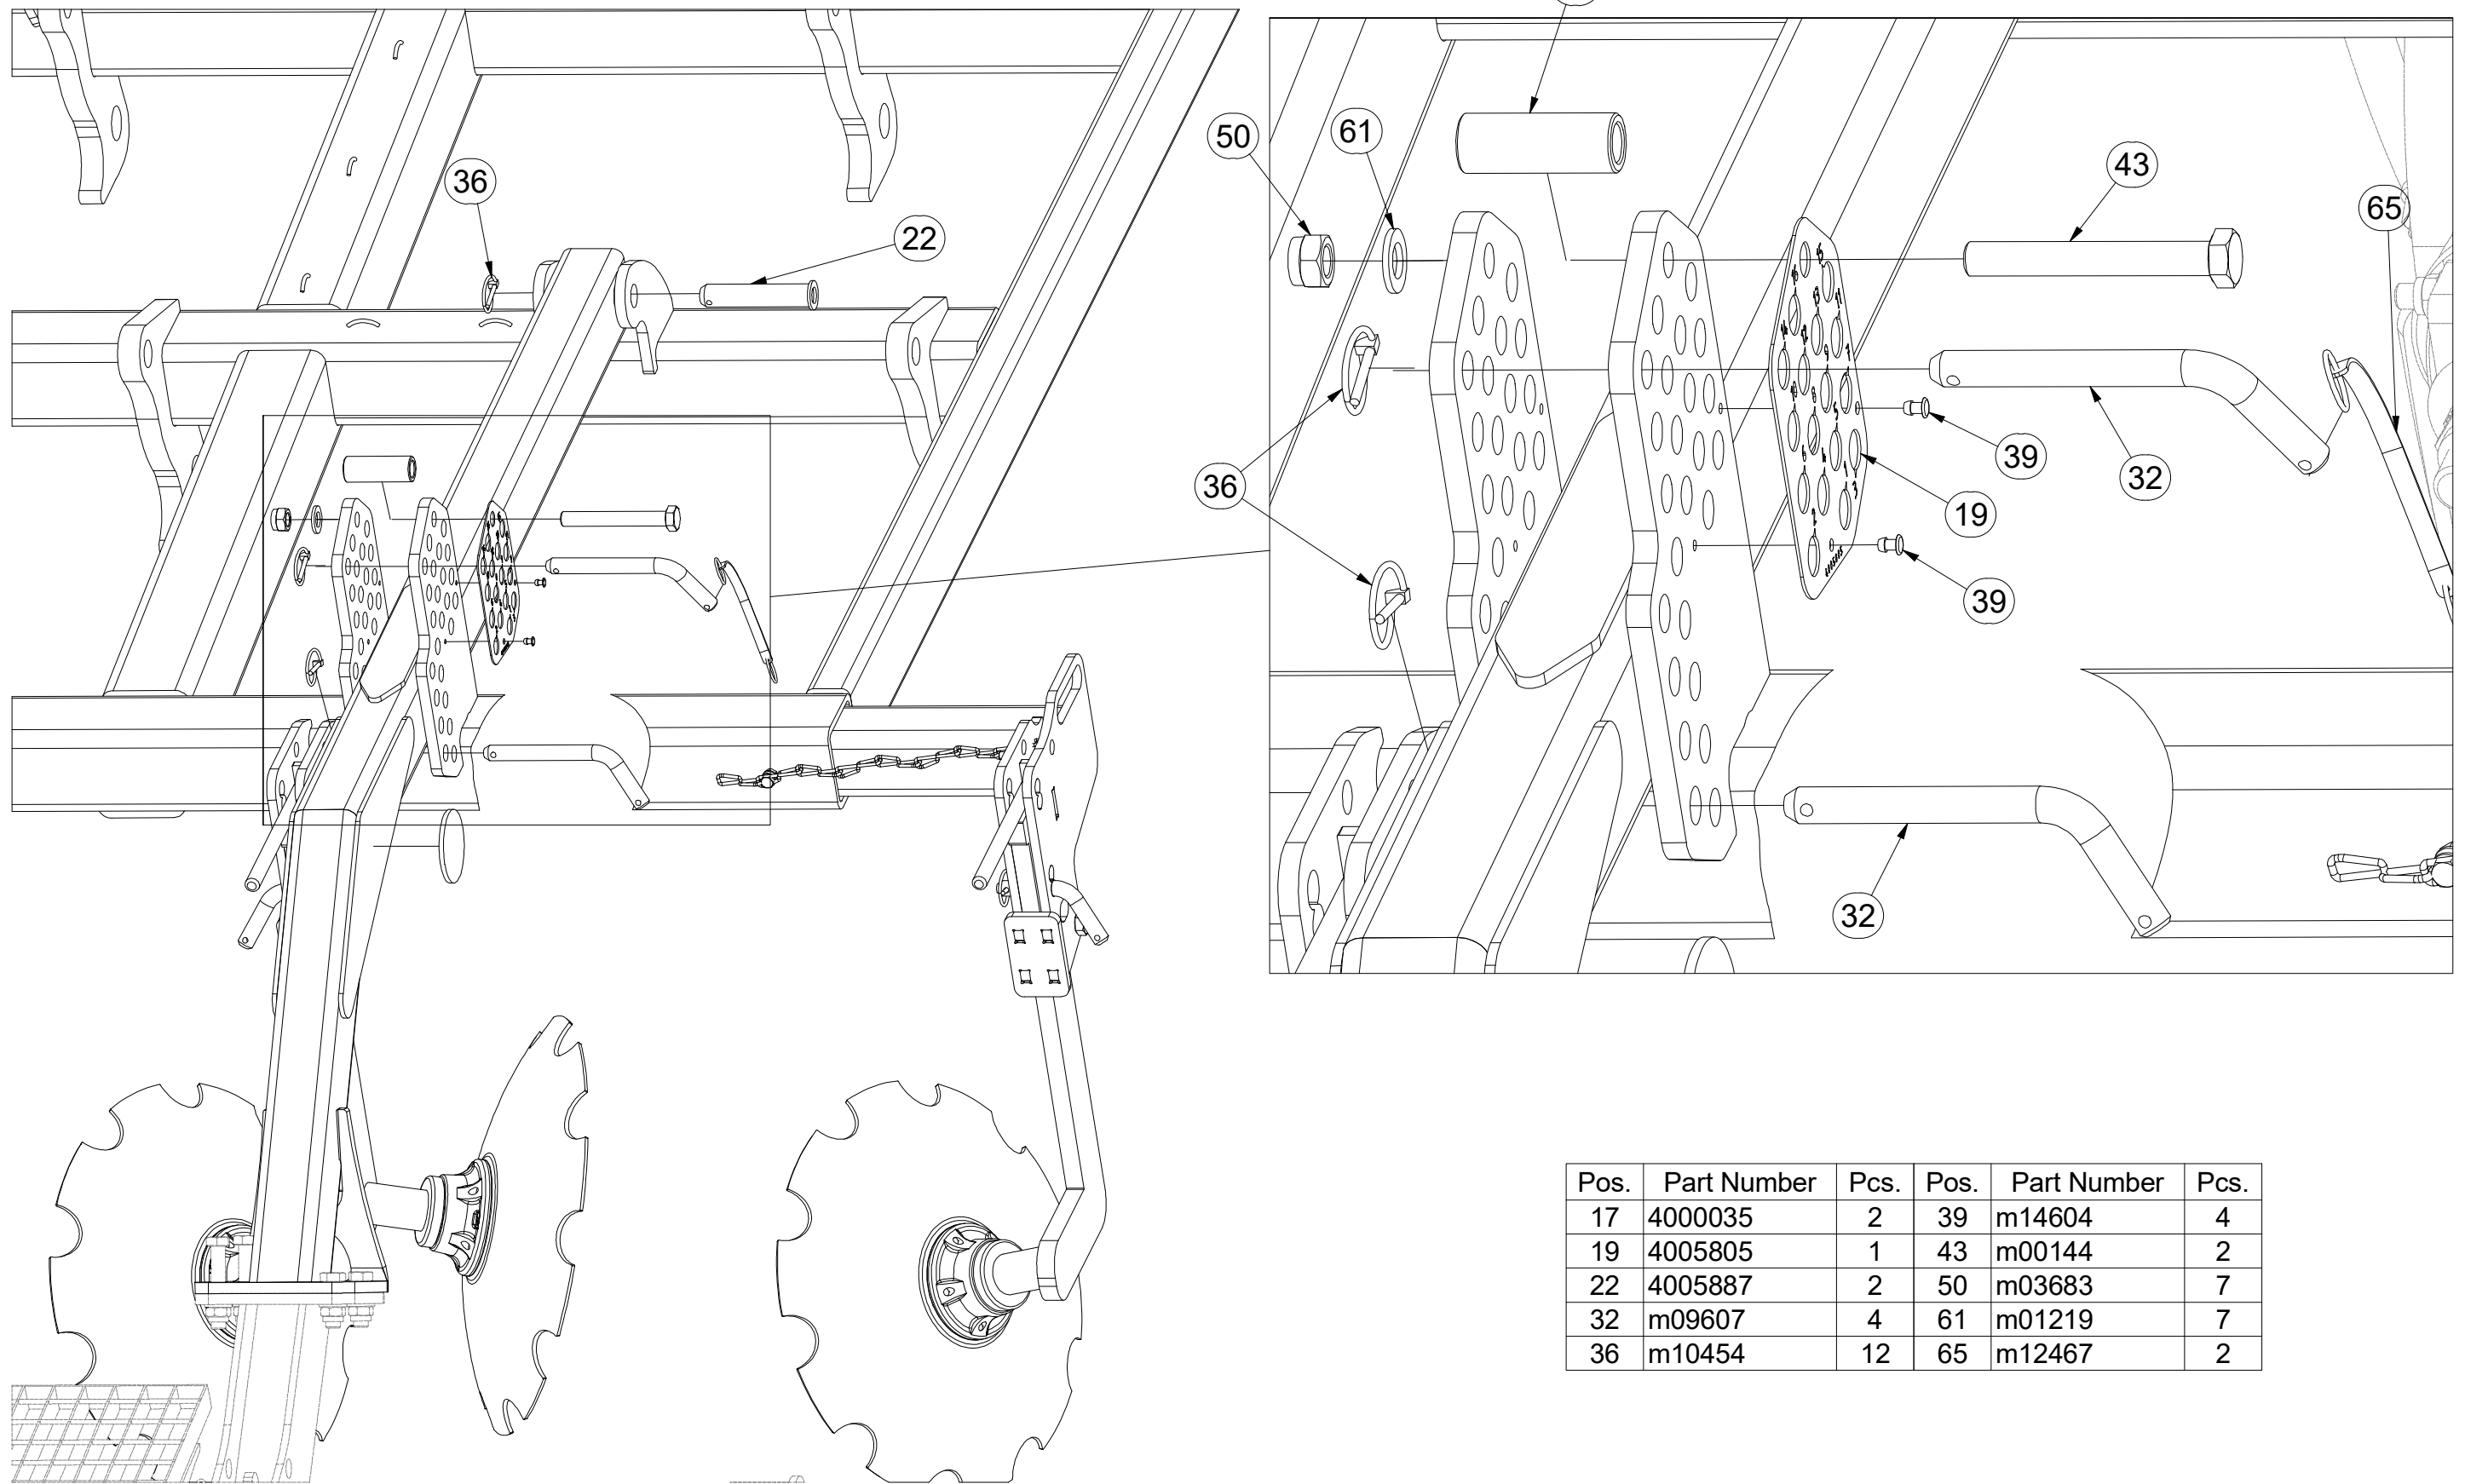 36
22
50
61
43
65
36
39
32
19
39
32
Pos. Part Number Pcs. Pos. Part Number Pcs.
17 4000035 2 39 m14604 4
19 4005805 1 43 m00144 2
22 4005887 2 50 m03683 7
32 m09607 4 61 m01219 7
36 m10454 12 65 m12467 2